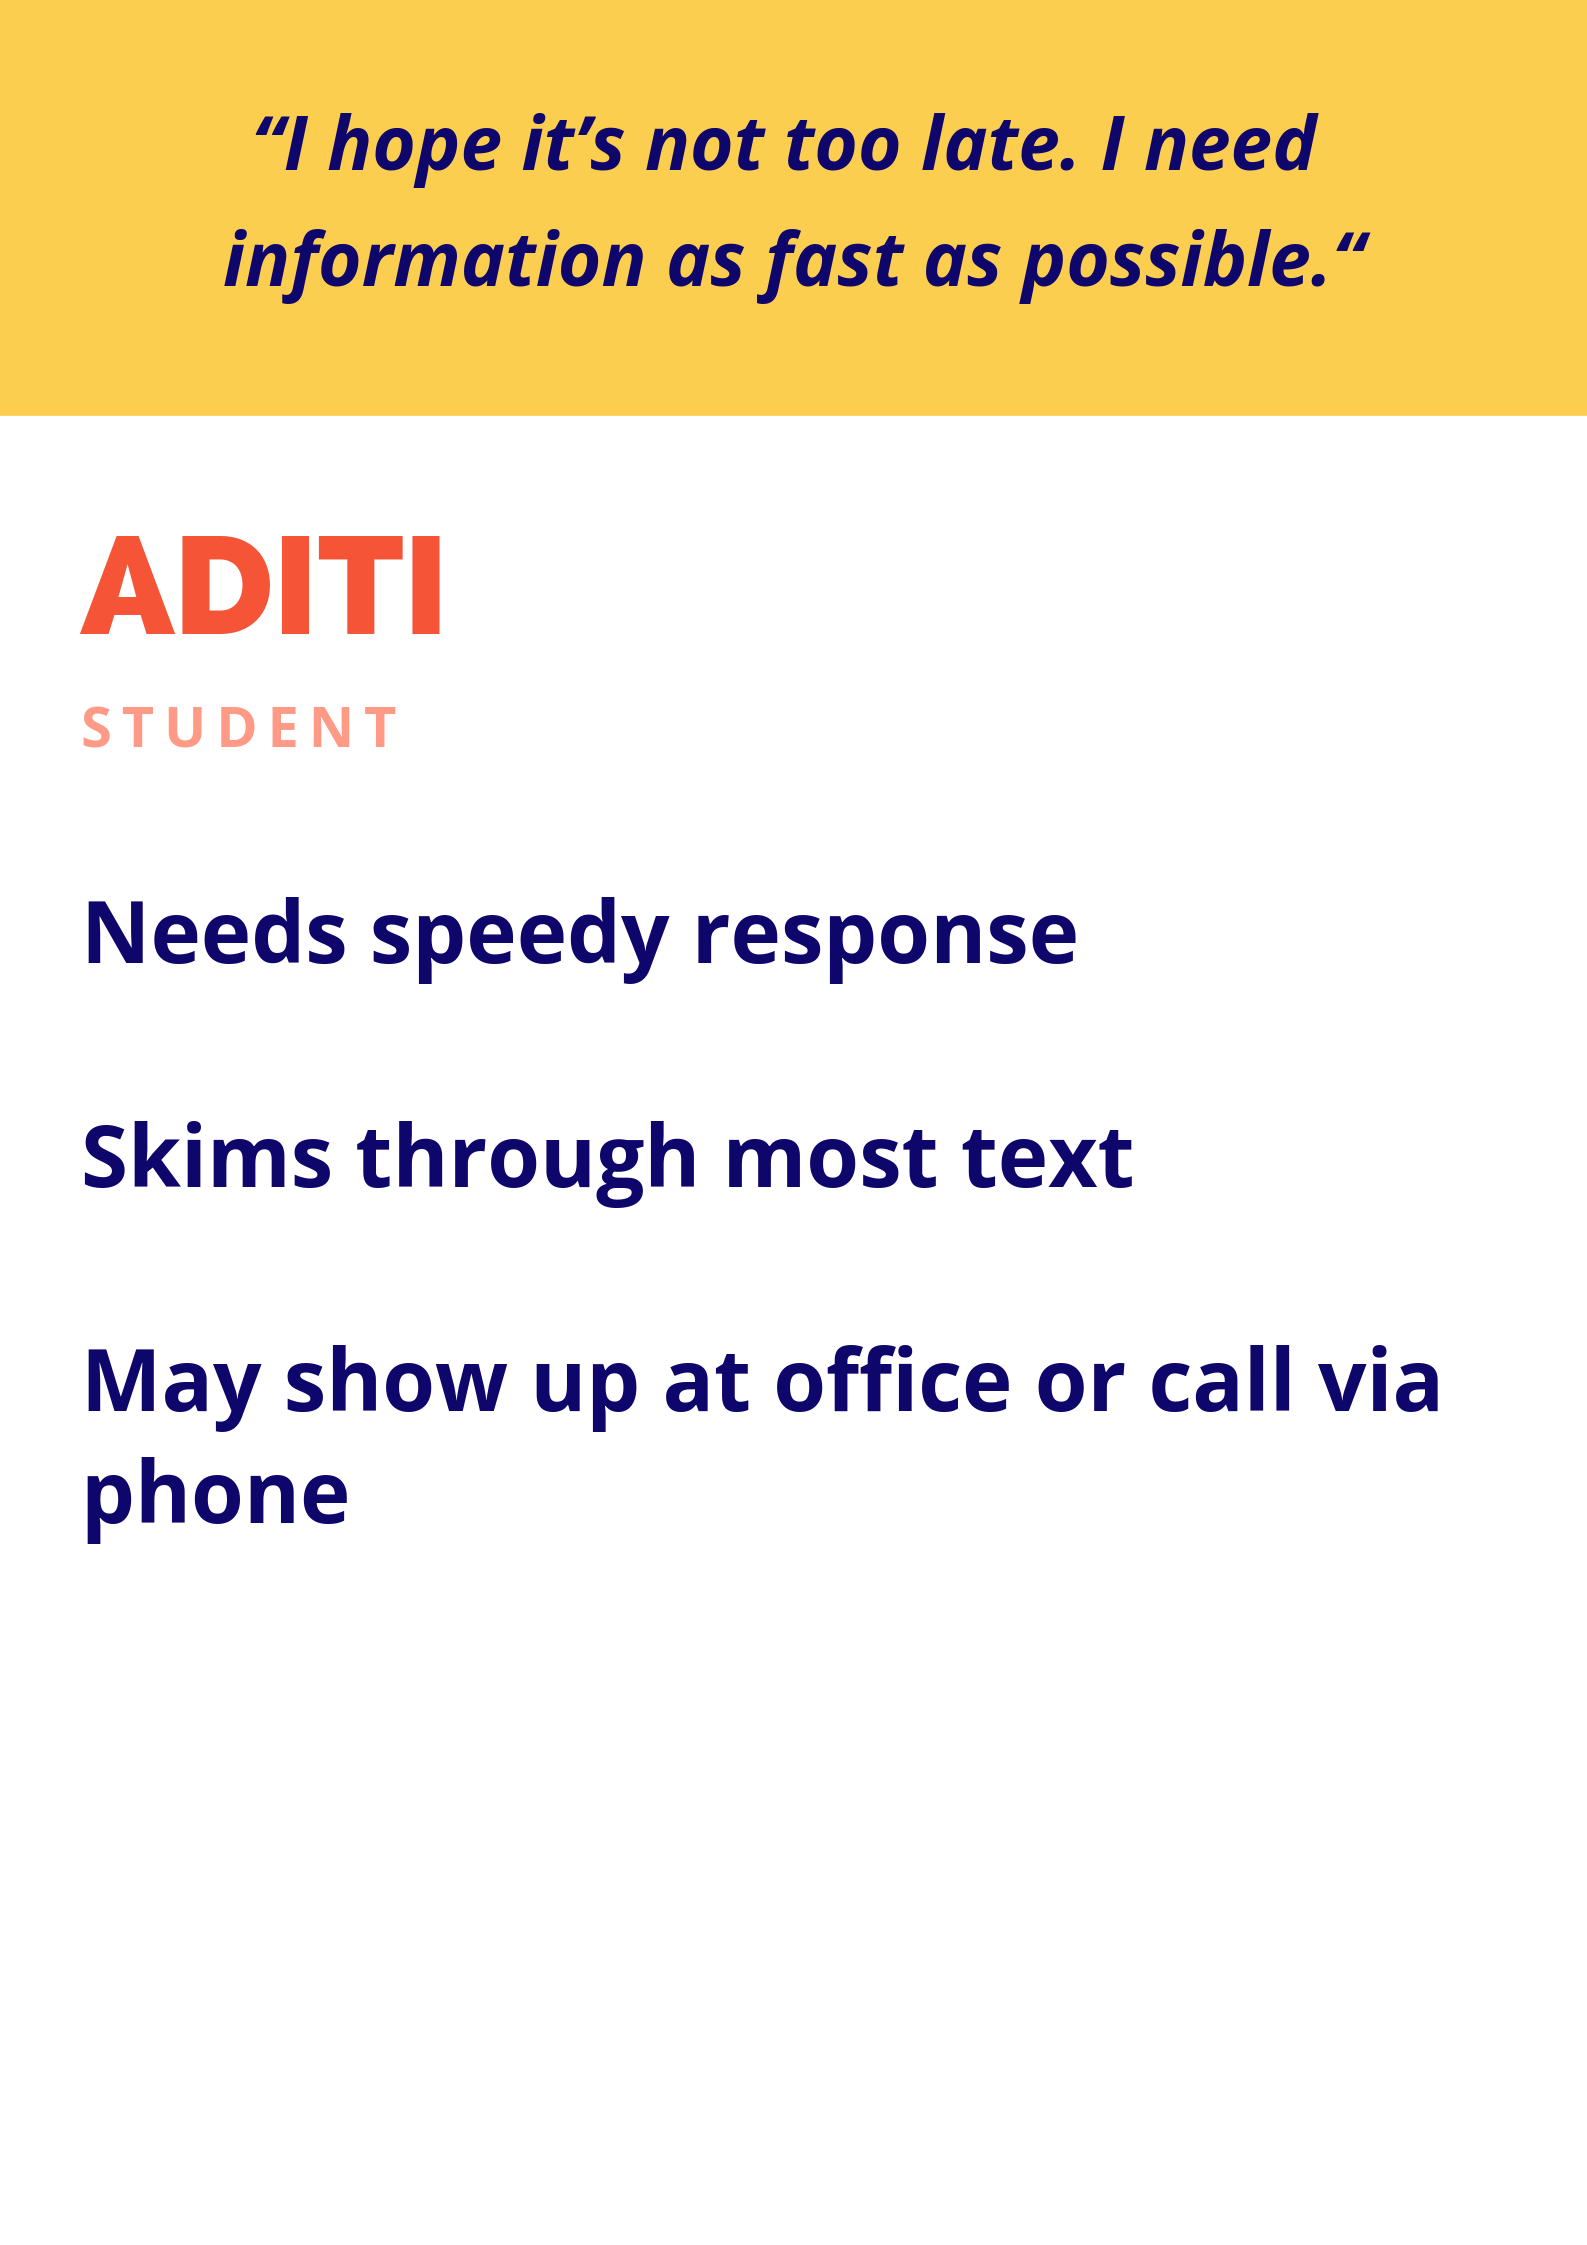 “I hope it’s not too late. I need
information as fast as possible.“
ADITI
STUDENT
Needs speedy response
Skims through most text
May show up at office or call via
phone